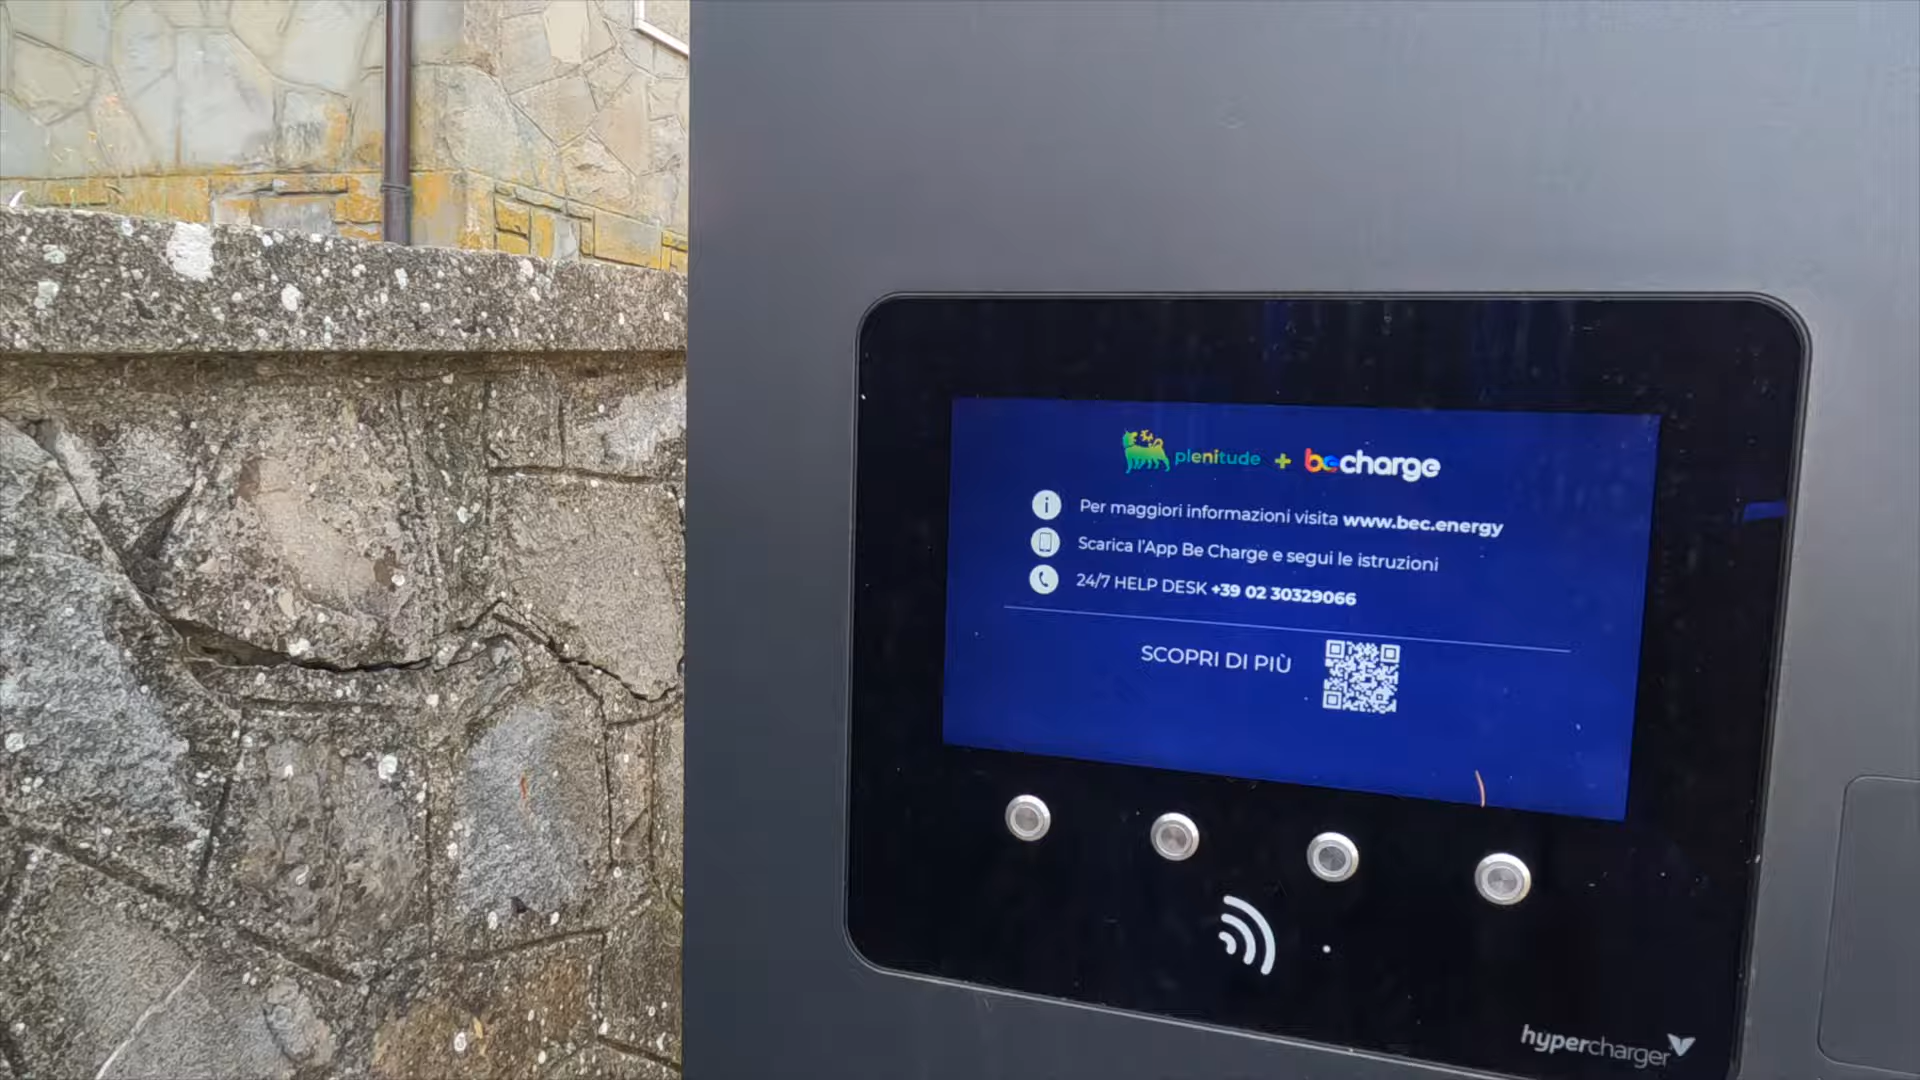 plenitude + becharge
Per maggiori informazioni visita www.bec.energy
Scarica l'App Be Charge e segui le istruzioni
24/7 HELP DESK +39 02 30329066
SCOPRI DI PIÙ
hypercharger